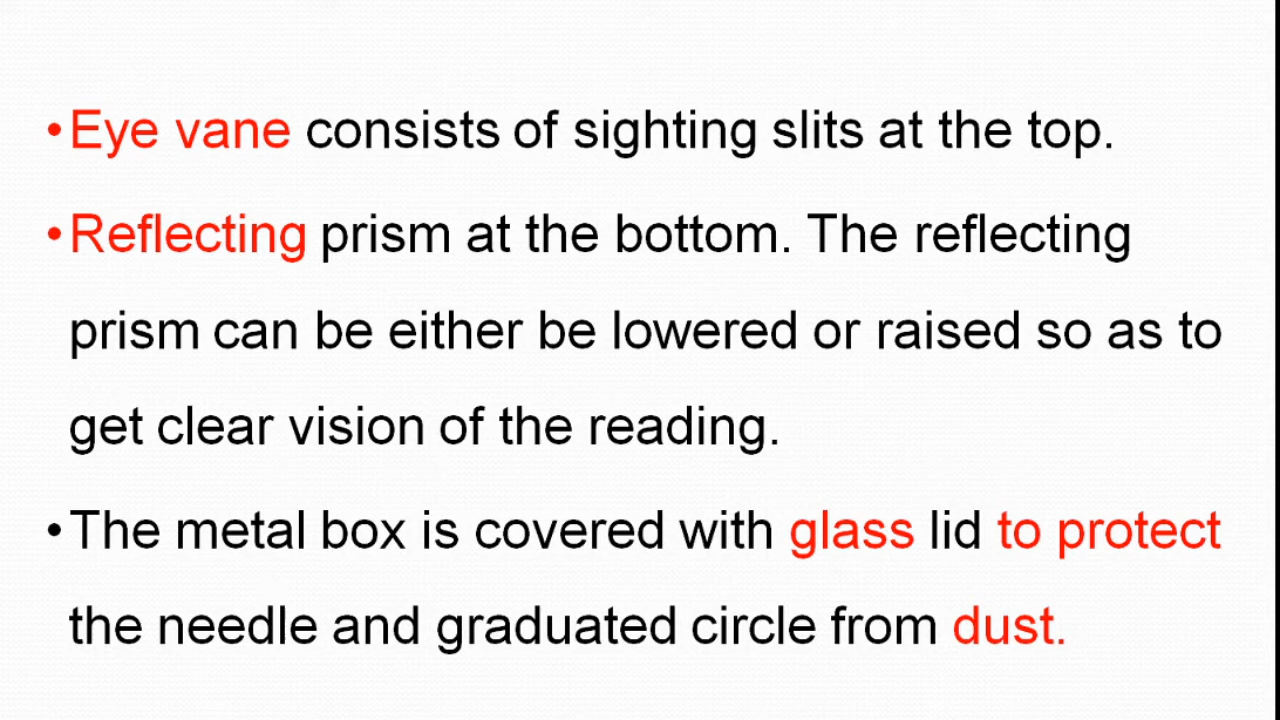 •Eye vane consists of sighting slits at the top.
•Reflecting prism at the bottom. The reflecting
prism can be either be lowered or raised so as to
get clear vision of the reading.
•The metal box is covered with glass lid to protect
the needle and graduated circle from dust.